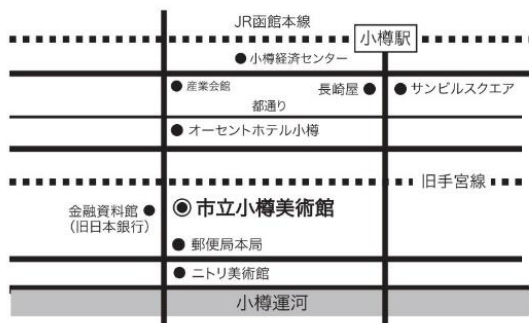 JR函館本線
小樽駅
小樽経済センター
産業会館
長崎屋
サンビルスクエア
都通り
オーセントホテル小樽
旧手宮線
金融資料館
(旧日本銀行)
市立小樽美術館
郵便局本局
ニトリ美術館
小樽運河